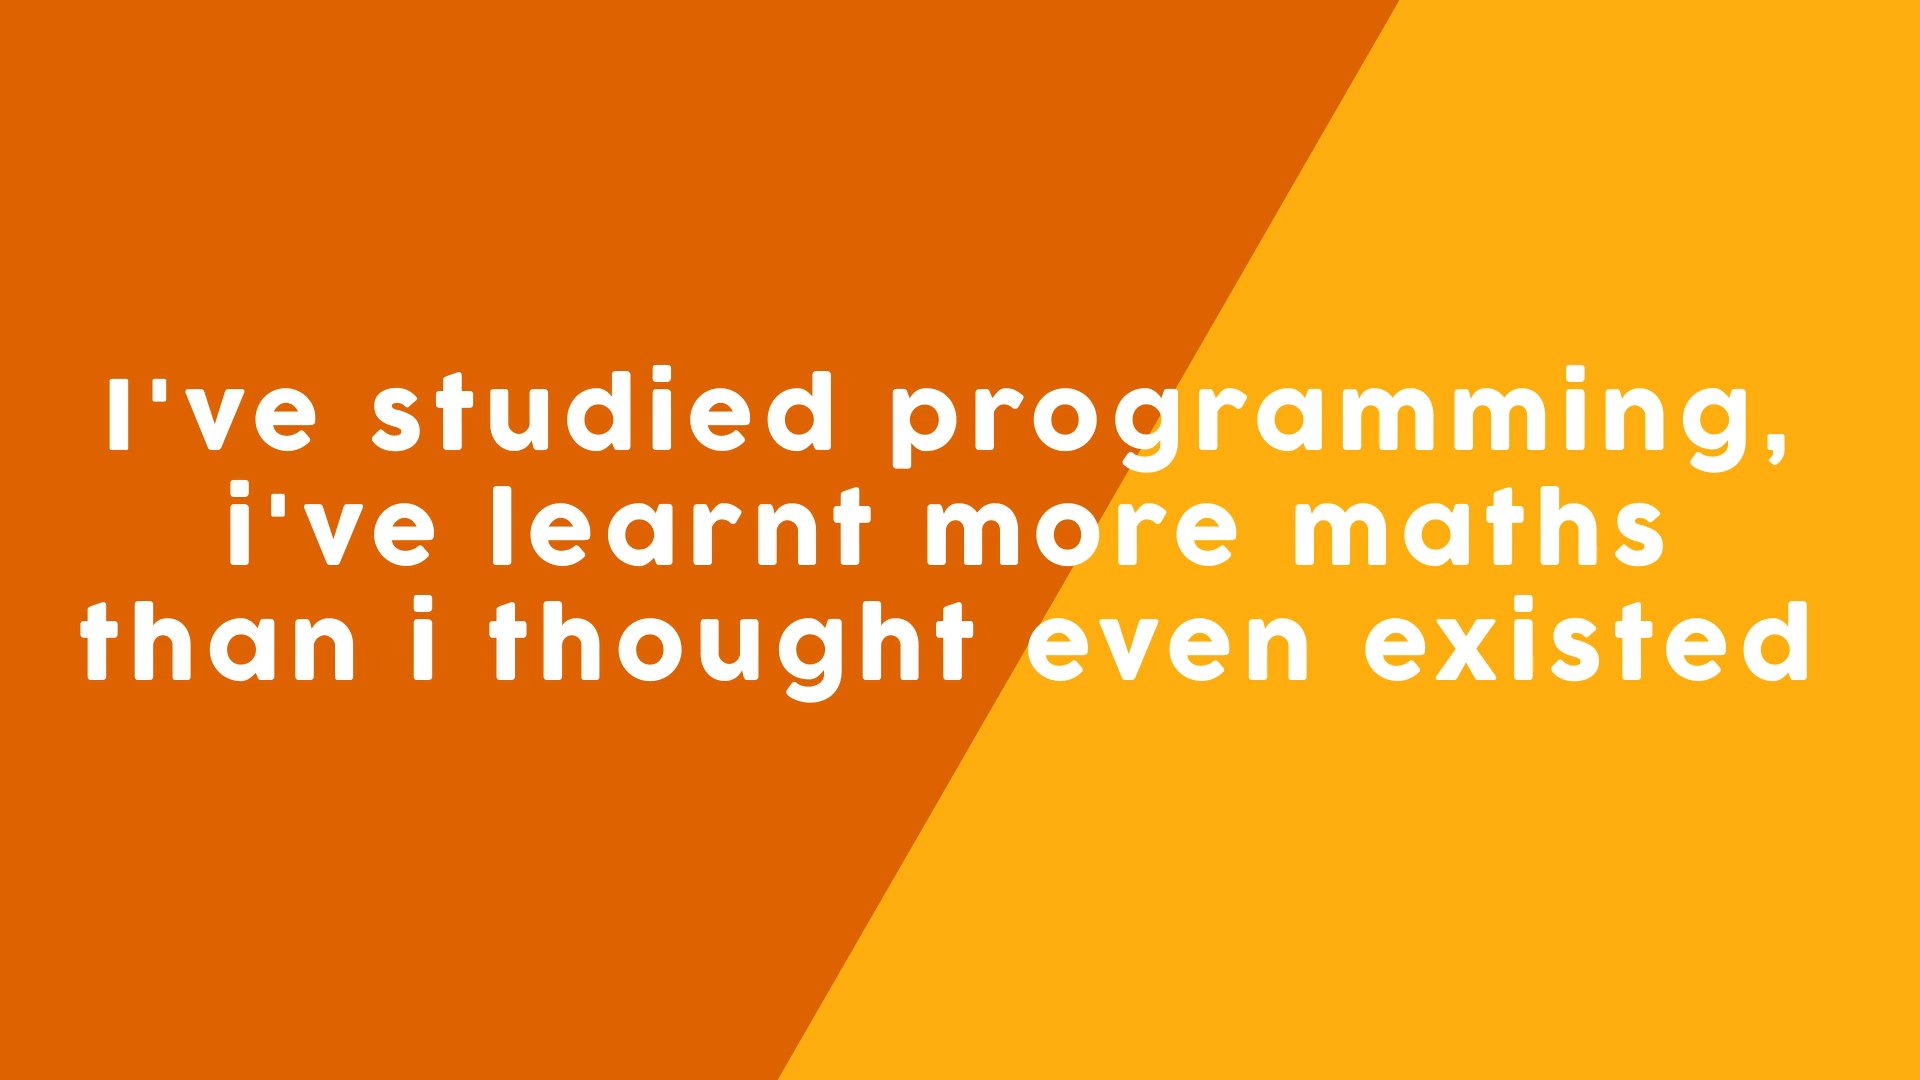 I've studied programming,
i've learnt more maths
than i thought even existed